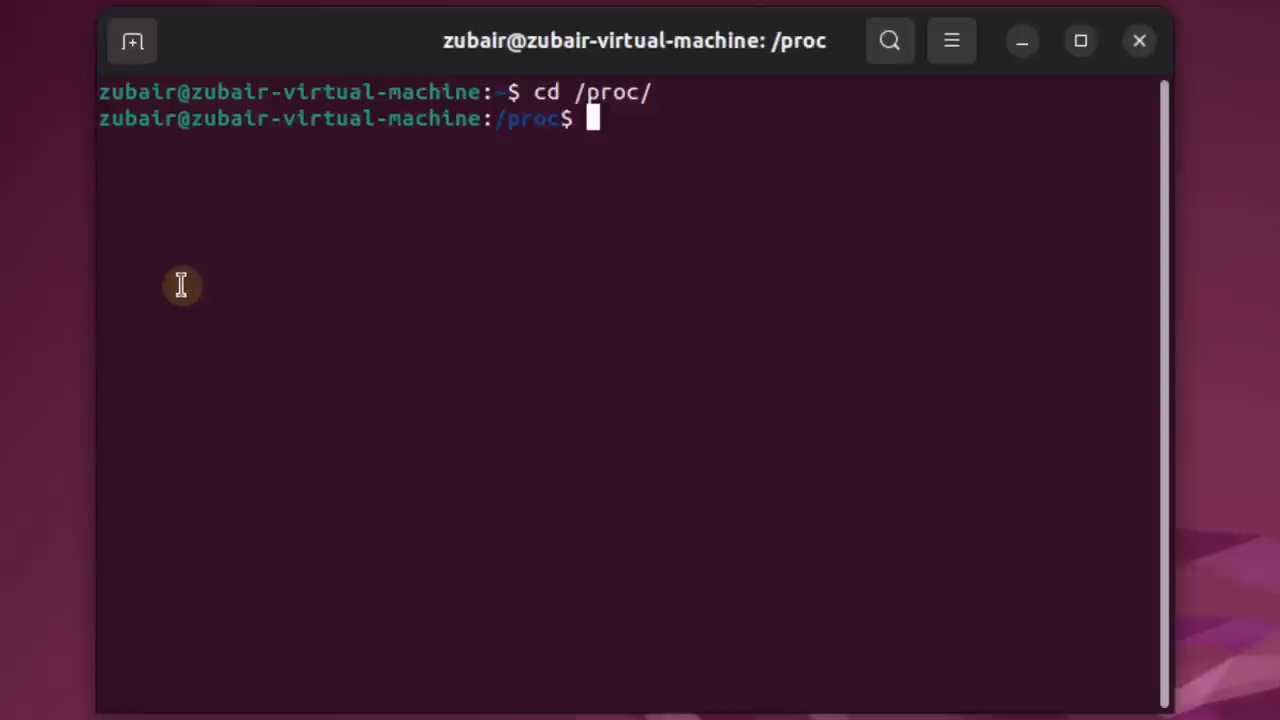 zubair@zubair-virtual-machine: /proc
zubair@zubair-virtual-machine:~$ cd /proc/
zubair@zubair-virtual-machine:/proc$